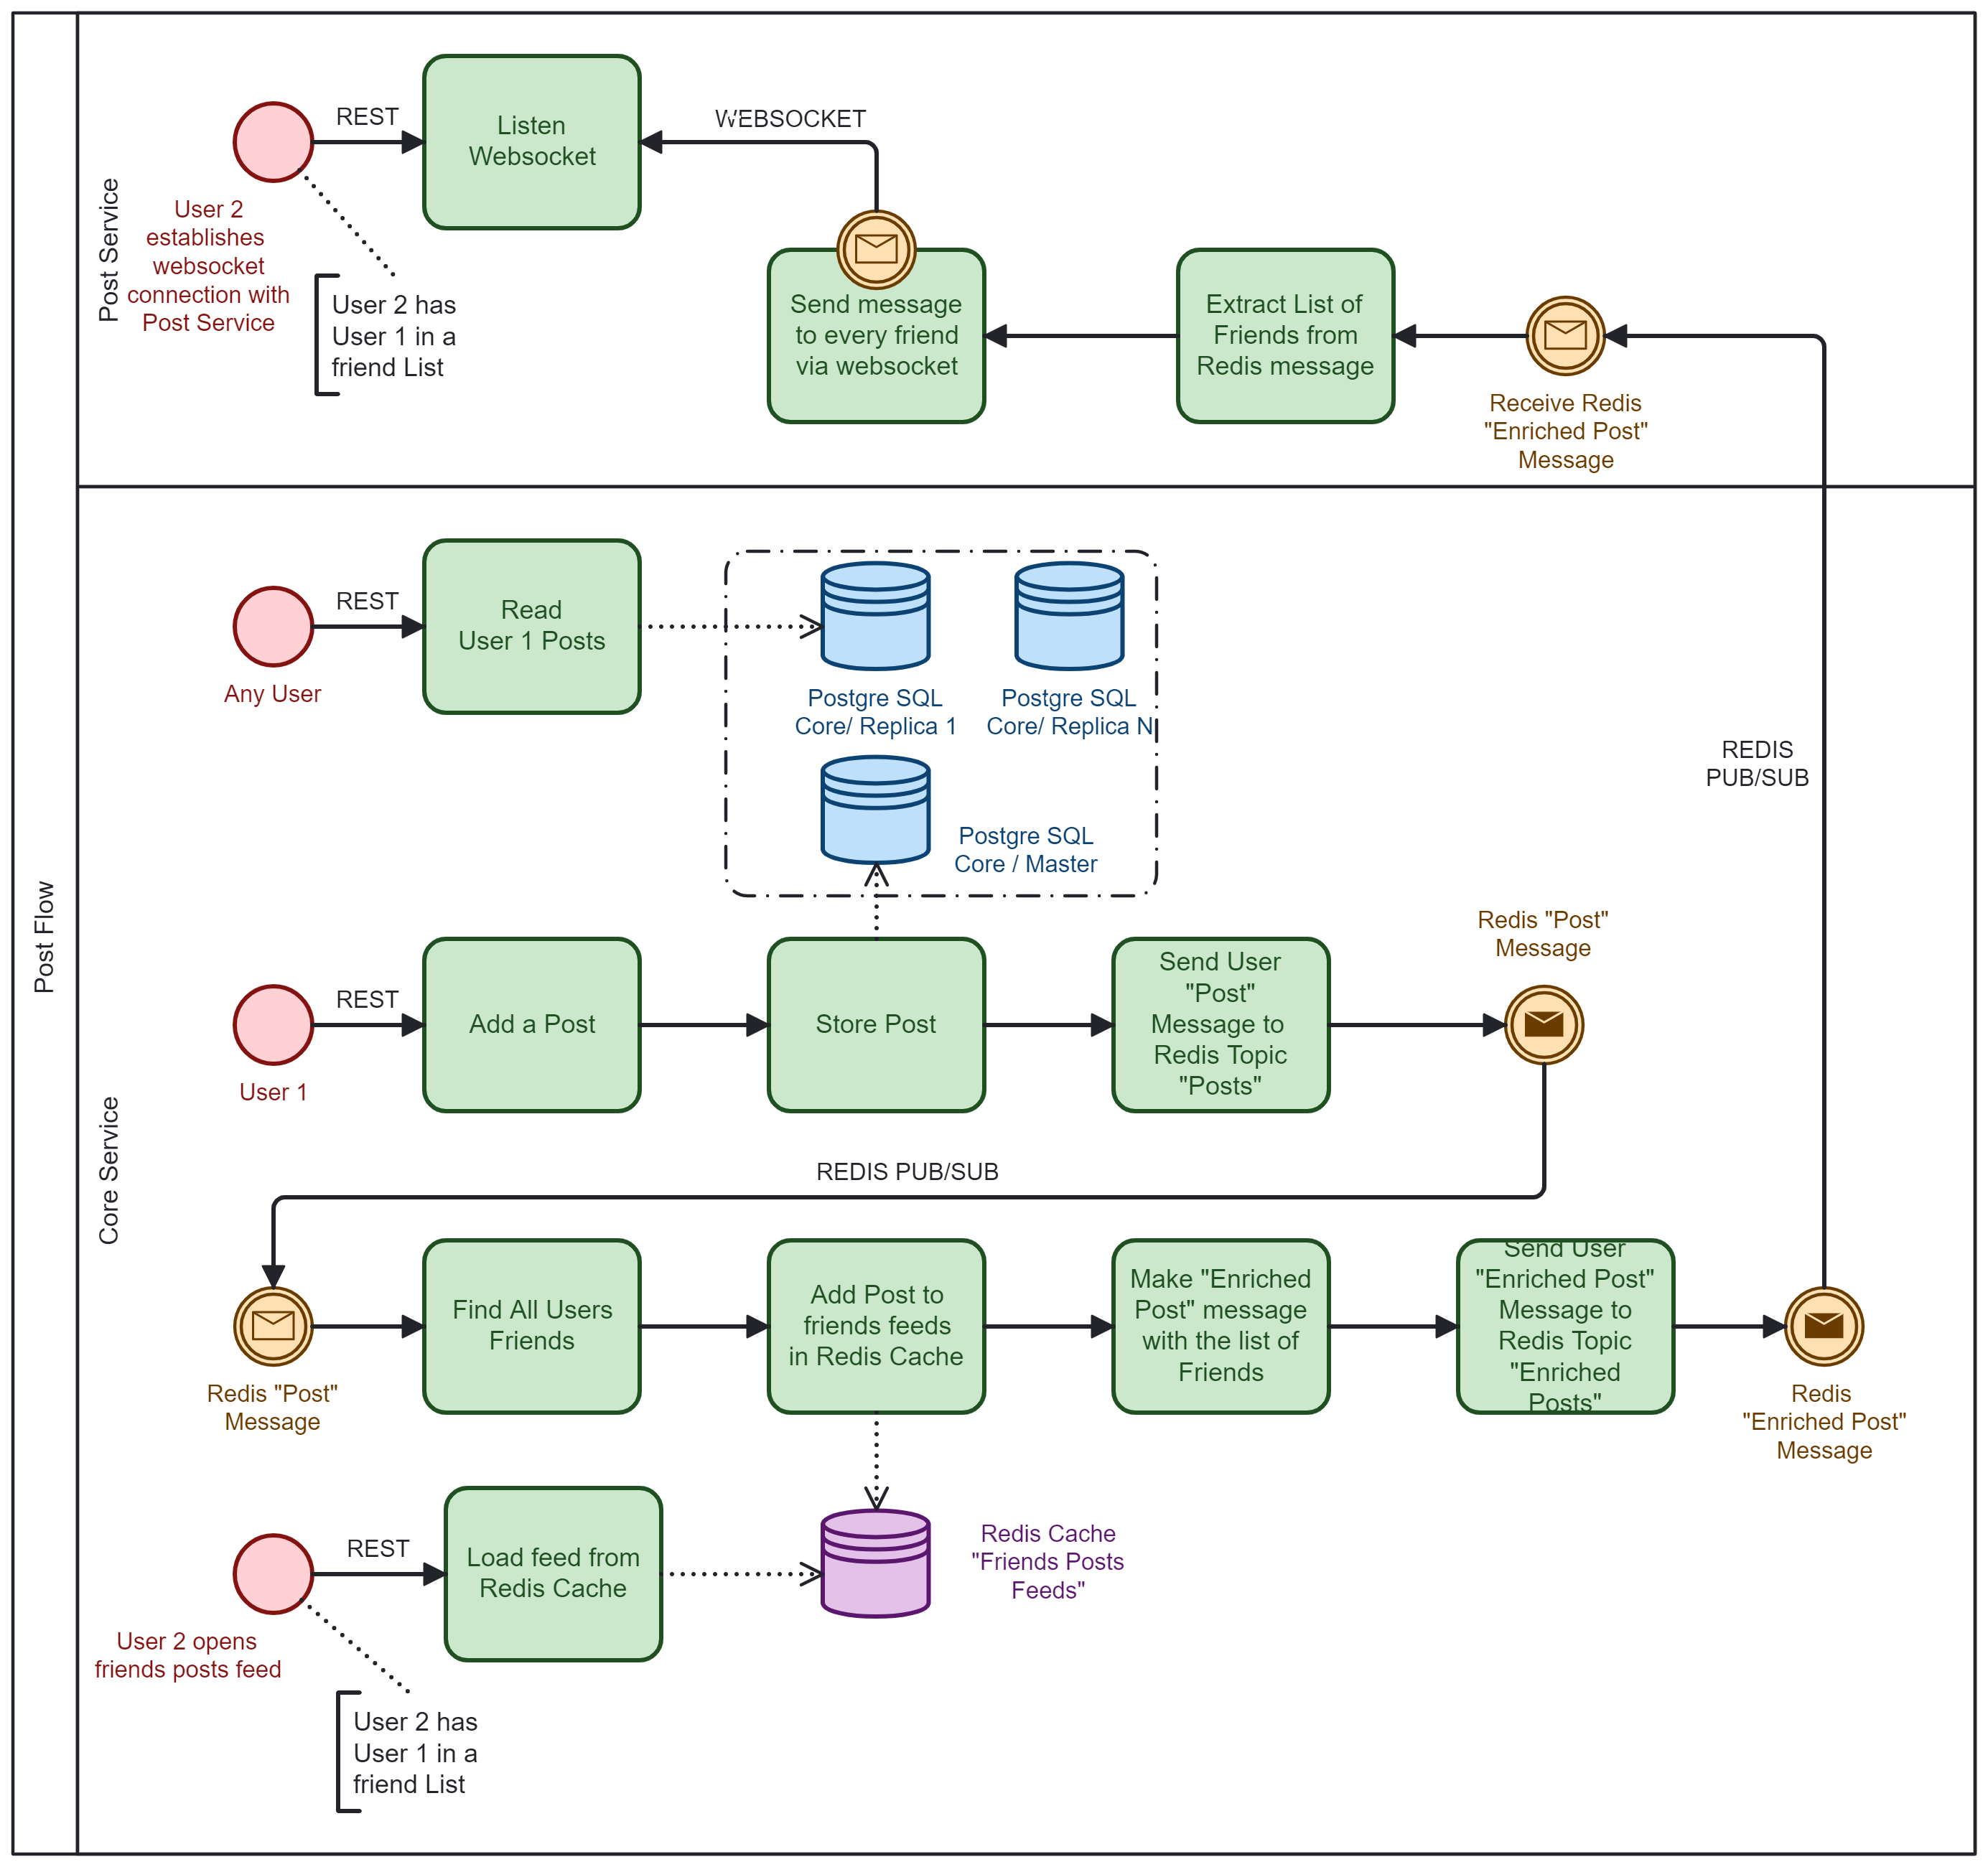 Post Flow
Post Service
REST
Listen
Websocket
WEBSOCKET
User 2
establishes
websocket
connection with
Post Service
User 2 has
User 1 in a
friend List
Send message
to every friend
via websocket
Extract List of
Friends from
Redis message
Receive Redis
"Enriched Post"
Message
Core Service
REST
Any User
Read
User 1 Posts
Postgre SQL
Core/ Replica 1
Postgre SQL
Core/ Replica N
Postgre SQL
Core / Master
REDIS
PUB/SUB
REST
User 1
Add a Post
Store Post
Send User
"Post"
Message to
Redis Topic
"Posts"
Redis "Post"
Message
REDIS PUB/SUB
Redis "Post"
Message
Find All Users
Friends
Add Post to
friends feeds
in Redis Cache
Make "Enriched
Post" message
with the list of
Friends
Send User
"Enriched Post"
Message to
Redis Topic
"Enriched
Posts"
Redis
"Enriched Post"
Message
REST
User 2 opens
friends posts feed
Load feed from
Redis Cache
Redis Cache
"Friends Posts
Feeds"
User 2 has
User 1 in a
friend List